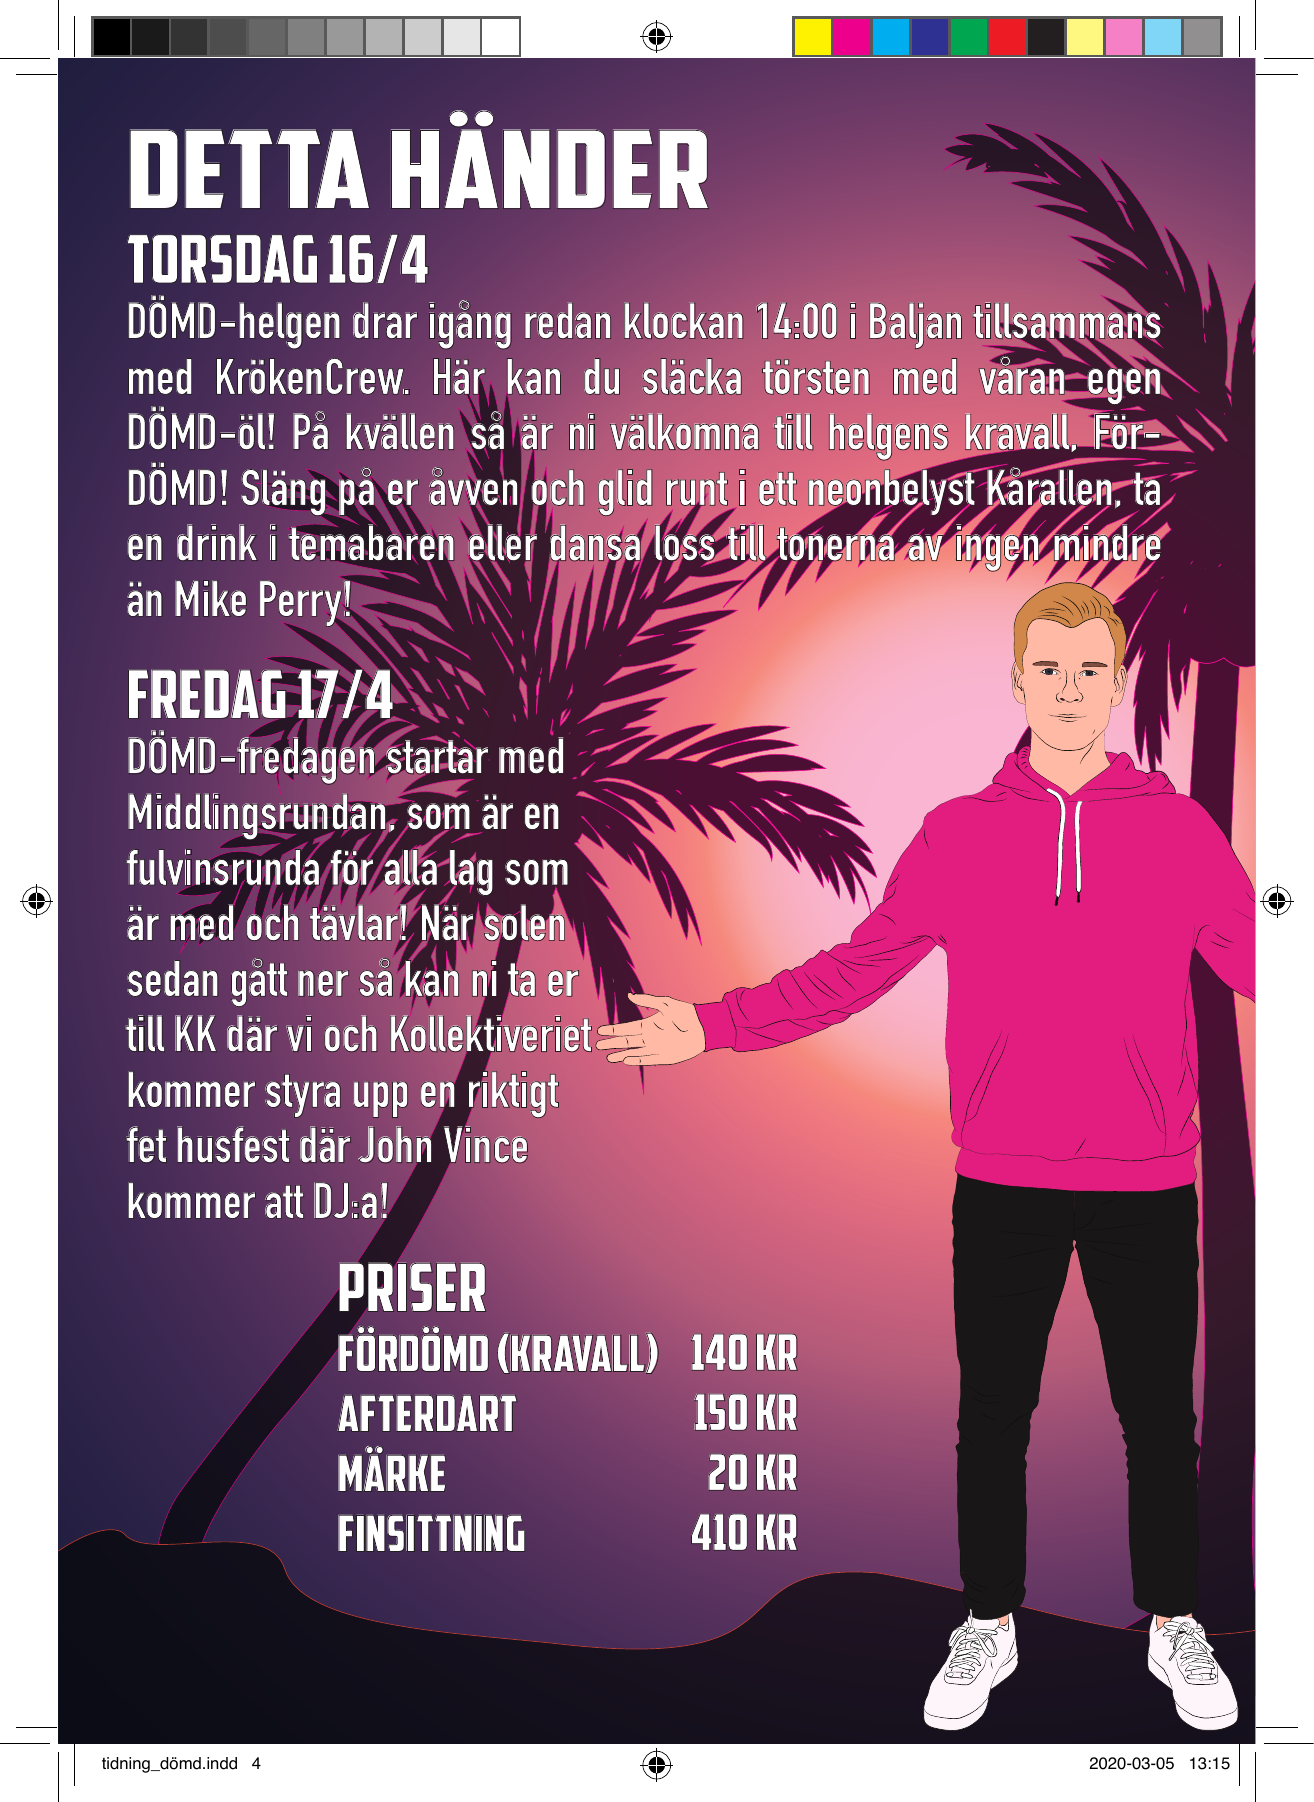 DETTA HÄNDER
TORSDAG 16/4
DÖMD-helgen drar igång redan klockan 14:00 i Baljan tillsammans
med KrökenCrew. Här kan du släcka törsten med våran egen
DÖMD-öl! På kvällen så är ni välkomna till helgens kravall, För-
DÖMD! Släng på er åvven och glid runt i ett neonbelyst Kårallen, ta
en drink i temabaren eller dansa loss till tonerna av ingen mindre
än Mike Perry!
FREDAG 17/4
DÖMD-fredagen startar med
Middlingsrundan, som är en
fulvinsrunda för alla lag som
är med och tävlar! När solen
sedan gått ner så kan ni ta er
till KK där vi och Kollektiveriet
kommer styra upp en riktigt
fet husfest där John Vince
kommer att DJ:a!
PRISER
FÖRDÖMD (KRAVALL) 140 KR
AFTERDART 150 KR
MÄRKE 20 KR
FINSITTNING 410 KR
tidning_dömd.indd 4 2020-03-05 13:15